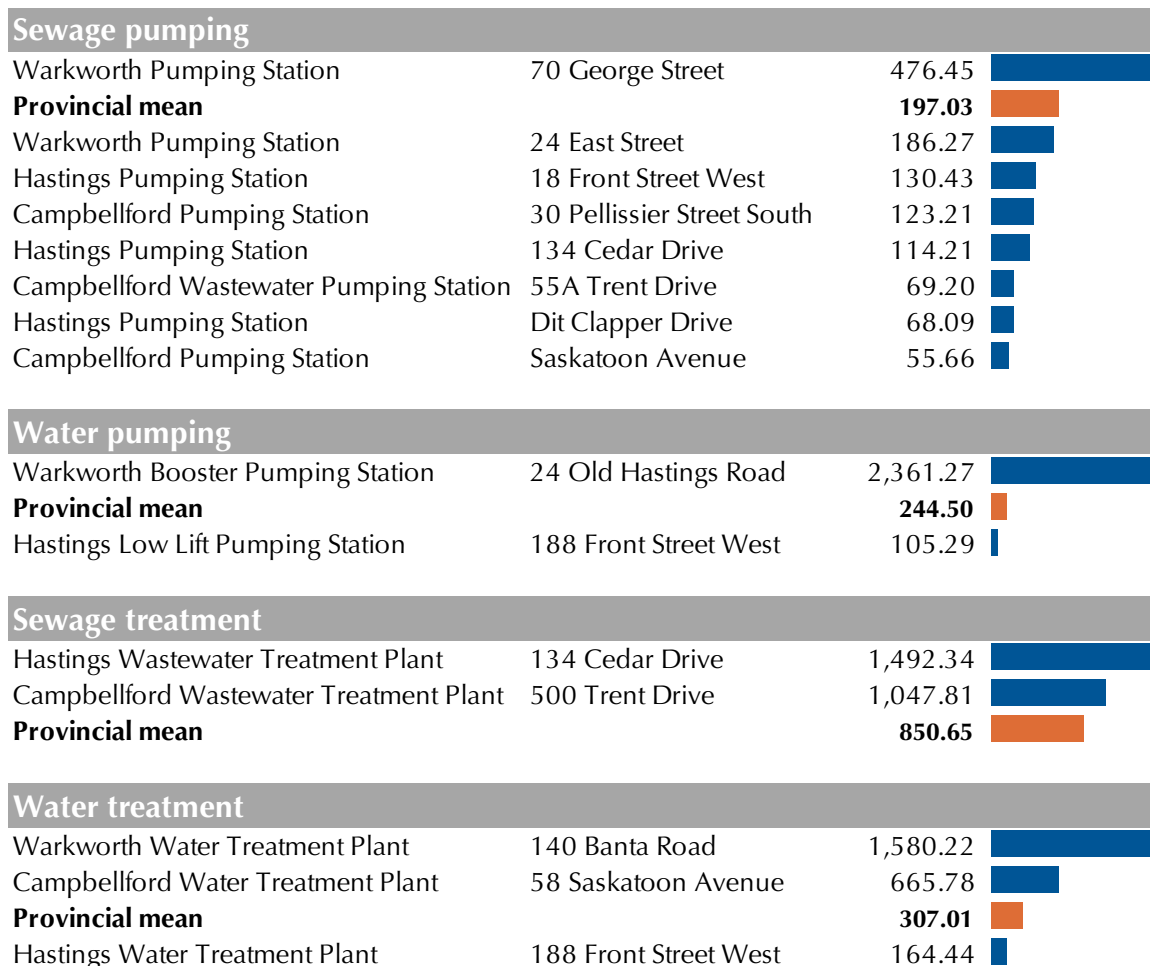 Sewage pumping
Warkworth Pumping Station 70 George Street 476.45
Provincial mean 197.03
Warkworth Pumping Station 24 East Street 186.27
Hastings Pumping Station 18 Front Street West 130.43
Campbellford Pumping Station 30 Pellissier Street South 123.21
Hastings Pumping Station 134 Cedar Drive 114.21
Campbellford Wastewater Pumping Station 55A Trent Drive 69.20
Hastings Pumping Station Dit Clapper Drive 68.09
Campbellford Pumping Station Saskatoon Avenue 55.66
Water pumping
Warkworth Booster Pumping Station 24 Old Hastings Road 2,361.27
Provincial mean 244.50
Hastings Low Lift Pumping Station 188 Front Street West 105.29
Sewage treatment
Hastings Wastewater Treatment Plant 134 Cedar Drive 1,492.34
Campbellford Wastewater Treatment Plant 500 Trent Drive 1,047.81
Provincial mean 850.65
Water treatment
Warkworth Water Treatment Plant 140 Banta Road 1,580.22
Campbellford Water Treatment Plant 58 Saskatoon Avenue 665.78
Provincial mean 307.01
Hastings Water Treatment Plant 188 Front Street West 164.44